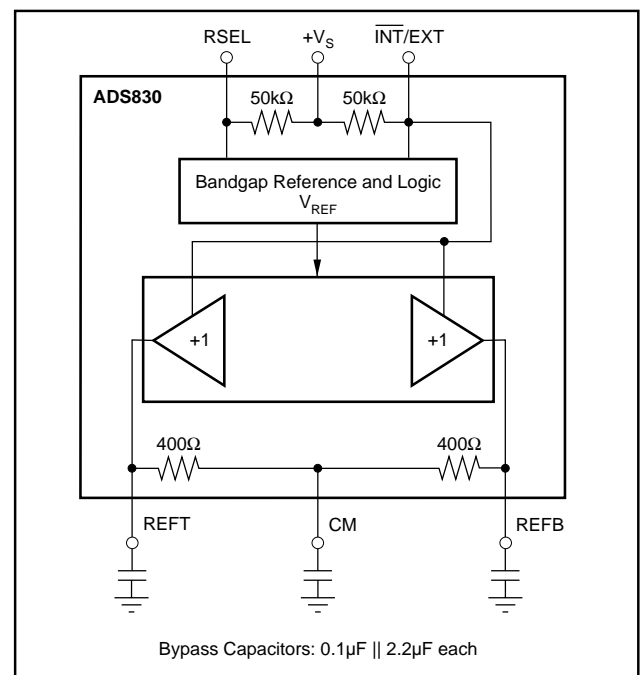 RSEL +VS INT/EXT
ADS830
50kΩ 50kΩ
Bandgap Reference and Logic
VREF
+1 +1
400Ω 400Ω
REFT CM REFB
Bypass Capacitors: 0.1µF || 2.2µF each